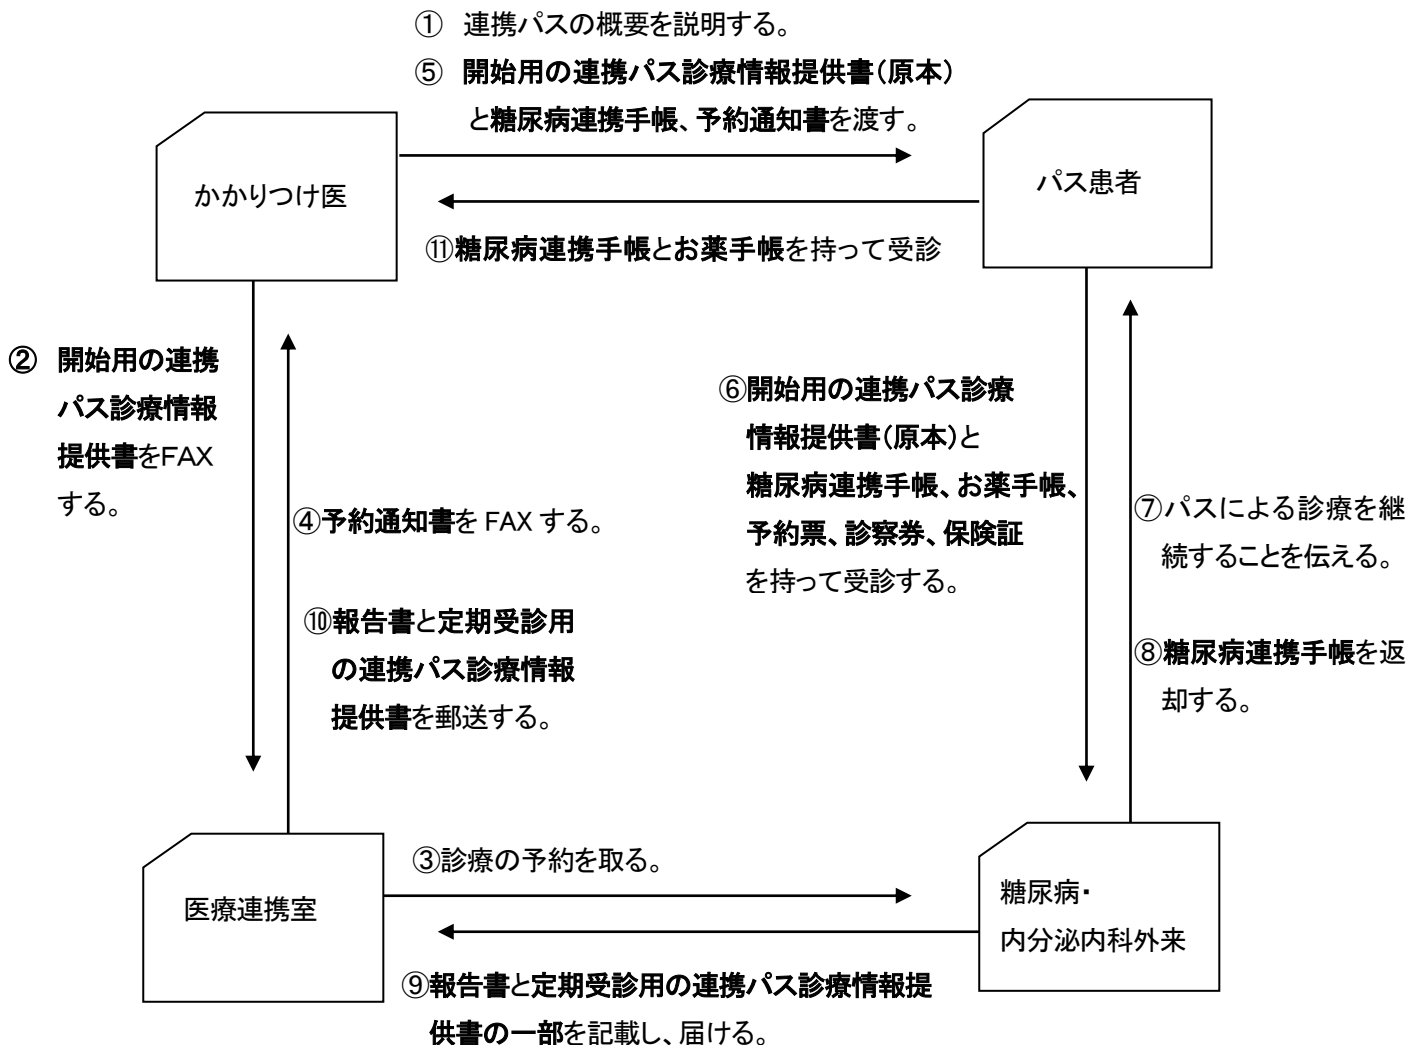 ① 連携パスの概要を説明する。
⑤ 開始用の連携パス診療情報提供書(原本)
と糖尿病連携手帳、予約通知書を渡す。
かかりつけ医
パス患者
⑪糖尿病連携手帳とお薬手帳を持って受診
② 開始用の連携
パス診療情報
提供書をFAX
する。
④予約通知書を FAX する。
⑩報告書と定期受診用
の連携パス診療情報
提供書を郵送する。
⑥開始用の連携パス診療
情報提供書(原本)と
糖尿病連携手帳、お薬手帳、
予約票、診察券、保険証
を持って受診する。
⑦パスによる診療を継
続することを伝える。
⑧糖尿病連携手帳を返
却する。
医療連携室
③診療の予約を取る。
糖尿病・
内分泌内科外来
⑨報告書と定期受診用の連携パス診療情報提
供書の一部を記載し、届ける。